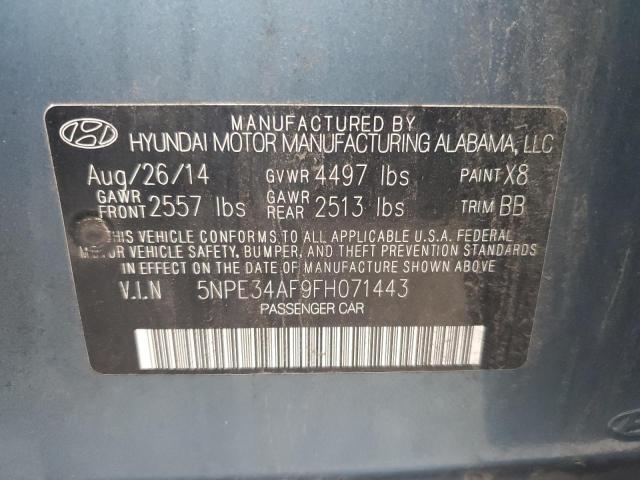 MANUFACTURED BY
HYUNDAI MOTOR MANUFACTURING ALABAMA, LLC
Aug/26/14 GVWR 4497 lbs PAINT X8
GAWR FRONT 2557 lbs GAWR REAR 2513 lbs TRIM BB
THIS VEHICLE CONFORMS TO ALL APPLICABLE U.S.A. FEDERAL
MOTOR VEHICLE SAFETY, BUMPER, AND THEFT PREVENTION STANDARDS
IN EFFECT ON THE DATE OF MANUFACTURE SHOWN ABOVE.
V.I.N 5NPE34AF9FH071443
PASSENGER CAR